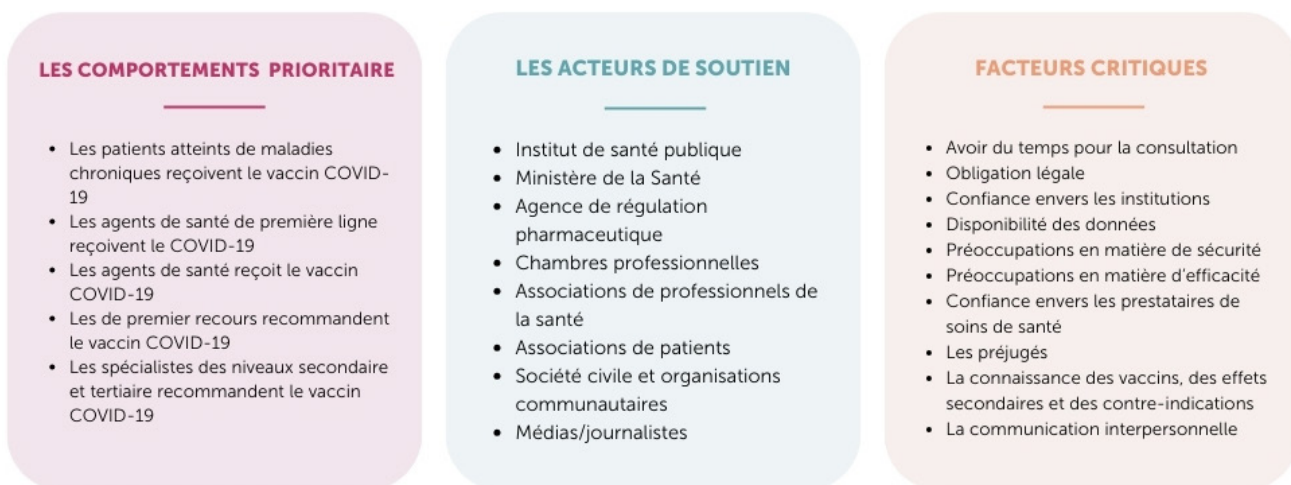 LES COMPORTEMENTS PRIORITAIRE
• Les patients atteints de maladies
chroniques reçoivent le vaccin COVID-
19
• Les agents de santé de première ligne
reçoivent le COVID-19
• Les agents de santé reçoit le vaccin
COVID-19
• Les de premier recours recommandent
le vaccin COVID-19
• Les spécialistes des niveaux secondaire
et tertiaire recommandent le vaccin
COVID-19
LES ACTEURS DE SOUTIEN
• Institut de santé publique
• Ministère de la Santé
• Agence de régulation
pharmaceutique
• Chambres professionnelles
• Associations de professionnels de
la santé
• Associations de patients
• Société civile et organisations
communautaires
• Médias/journalistes
FACTEURS CRITIQUES
• Avoir du temps pour la consultation
• Obligation légale
• Confiance envers les institutions
• Disponibilité des données
• Préoccupations en matière de sécurité
• Préoccupations en matière d'efficacité
• Confiance envers les prestataires de
soins de santé
• Les préjugés
• La connaissance des vaccins, des effets
secondaires et des contre-indications
• La communication interpersonnelle